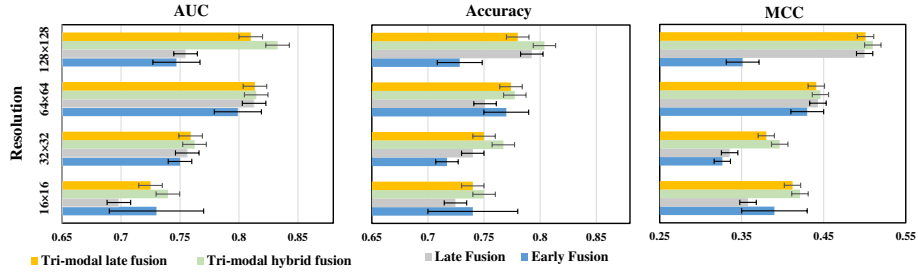 AUC
Accuracy
MCC
Resolution
128×128
64×64
32×32
16×16
0.65 0.7 0.75 0.8 0.85
0.65 0.7 0.75 0.8 0.85
0.25 0.35 0.45 0.55
Tri-modal late fusion
Tri-modal hybrid fusion
Late Fusion
Early Fusion